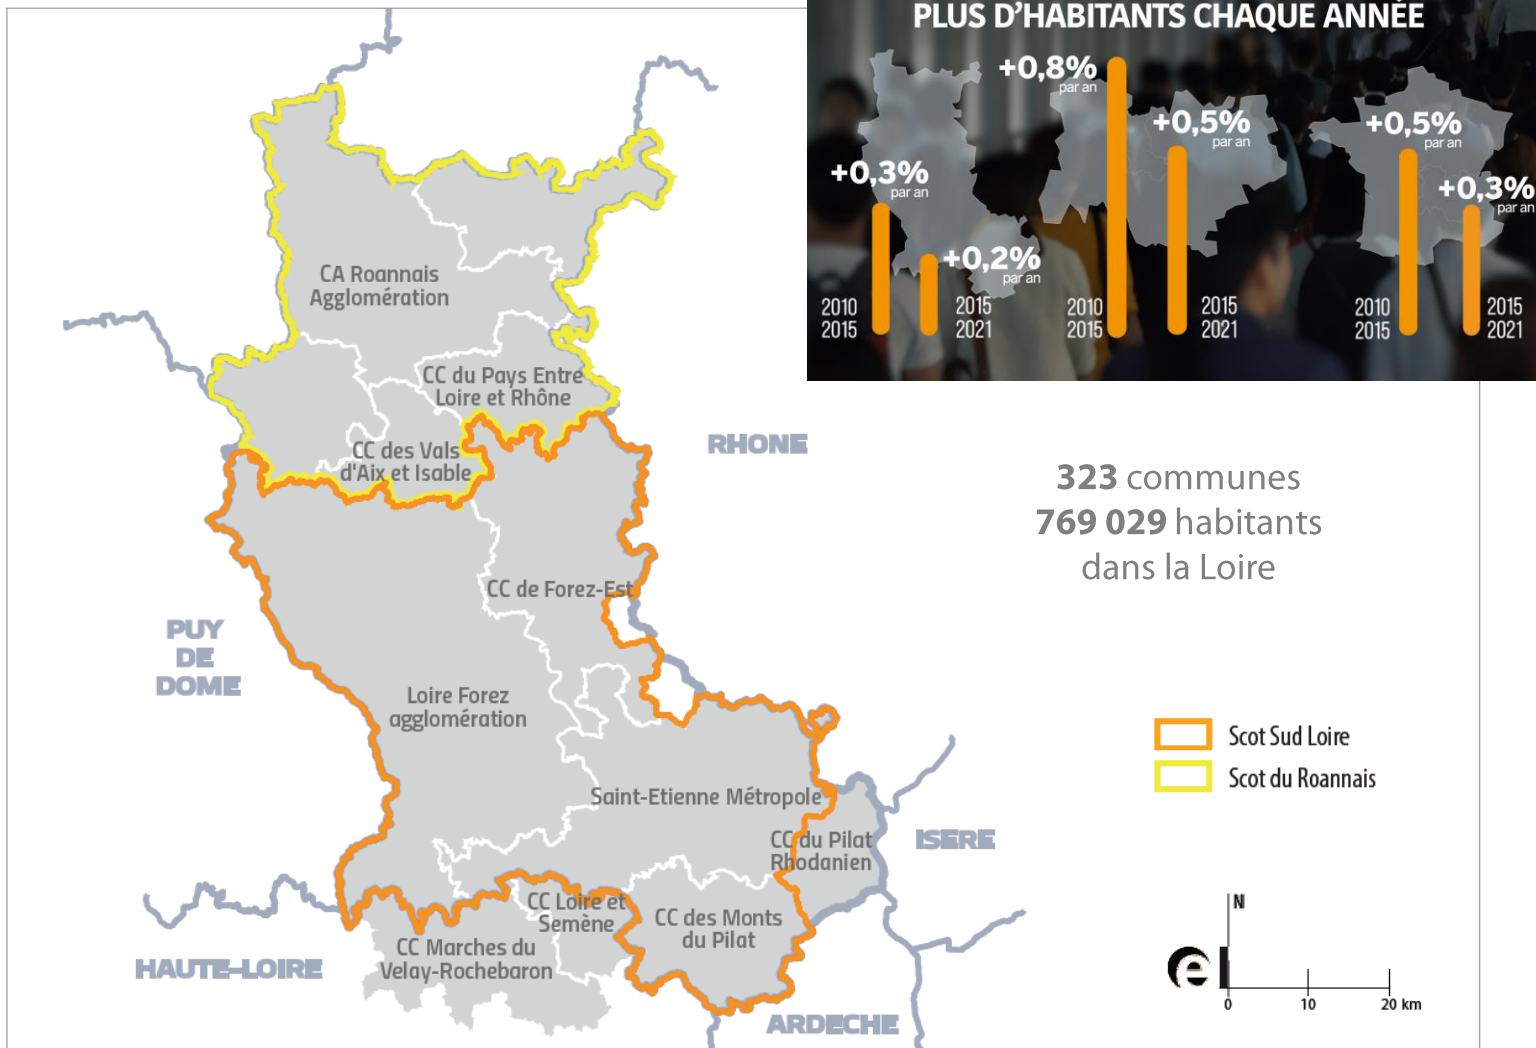 PLUS D'HABITANTS CHAQUE ANNÉE
+0,8%
par an
+0,5%
par an
+0,5%
par an
+0,3%
par an
+0,3%
par an
+0,2%
par an
2010
2015
2015
2021
2010
2015
2015
2021
2010
2015
2015
2021
CA Roannais
Agglomération
CC du Pays Entre
Loire et Rhône
CC des Vals
d'Aix et Isable
RHONE
323 communes
769 029 habitants
dans la Loire
CC de Forez-Est
PUY
DE
DOME
Loire Forez
agglomération
Scot Sud Loire
Scot du Roannais
Saint-Etienne Métropole
CC du Pilat
Rhodanien
ISERE
CC Loire et
Semène
CC des Monts
du Pilat
CC Marches du
Velay-Rochebaron
HAUTE-LOIRE
ARDECHE
N
e
0 10 20 km